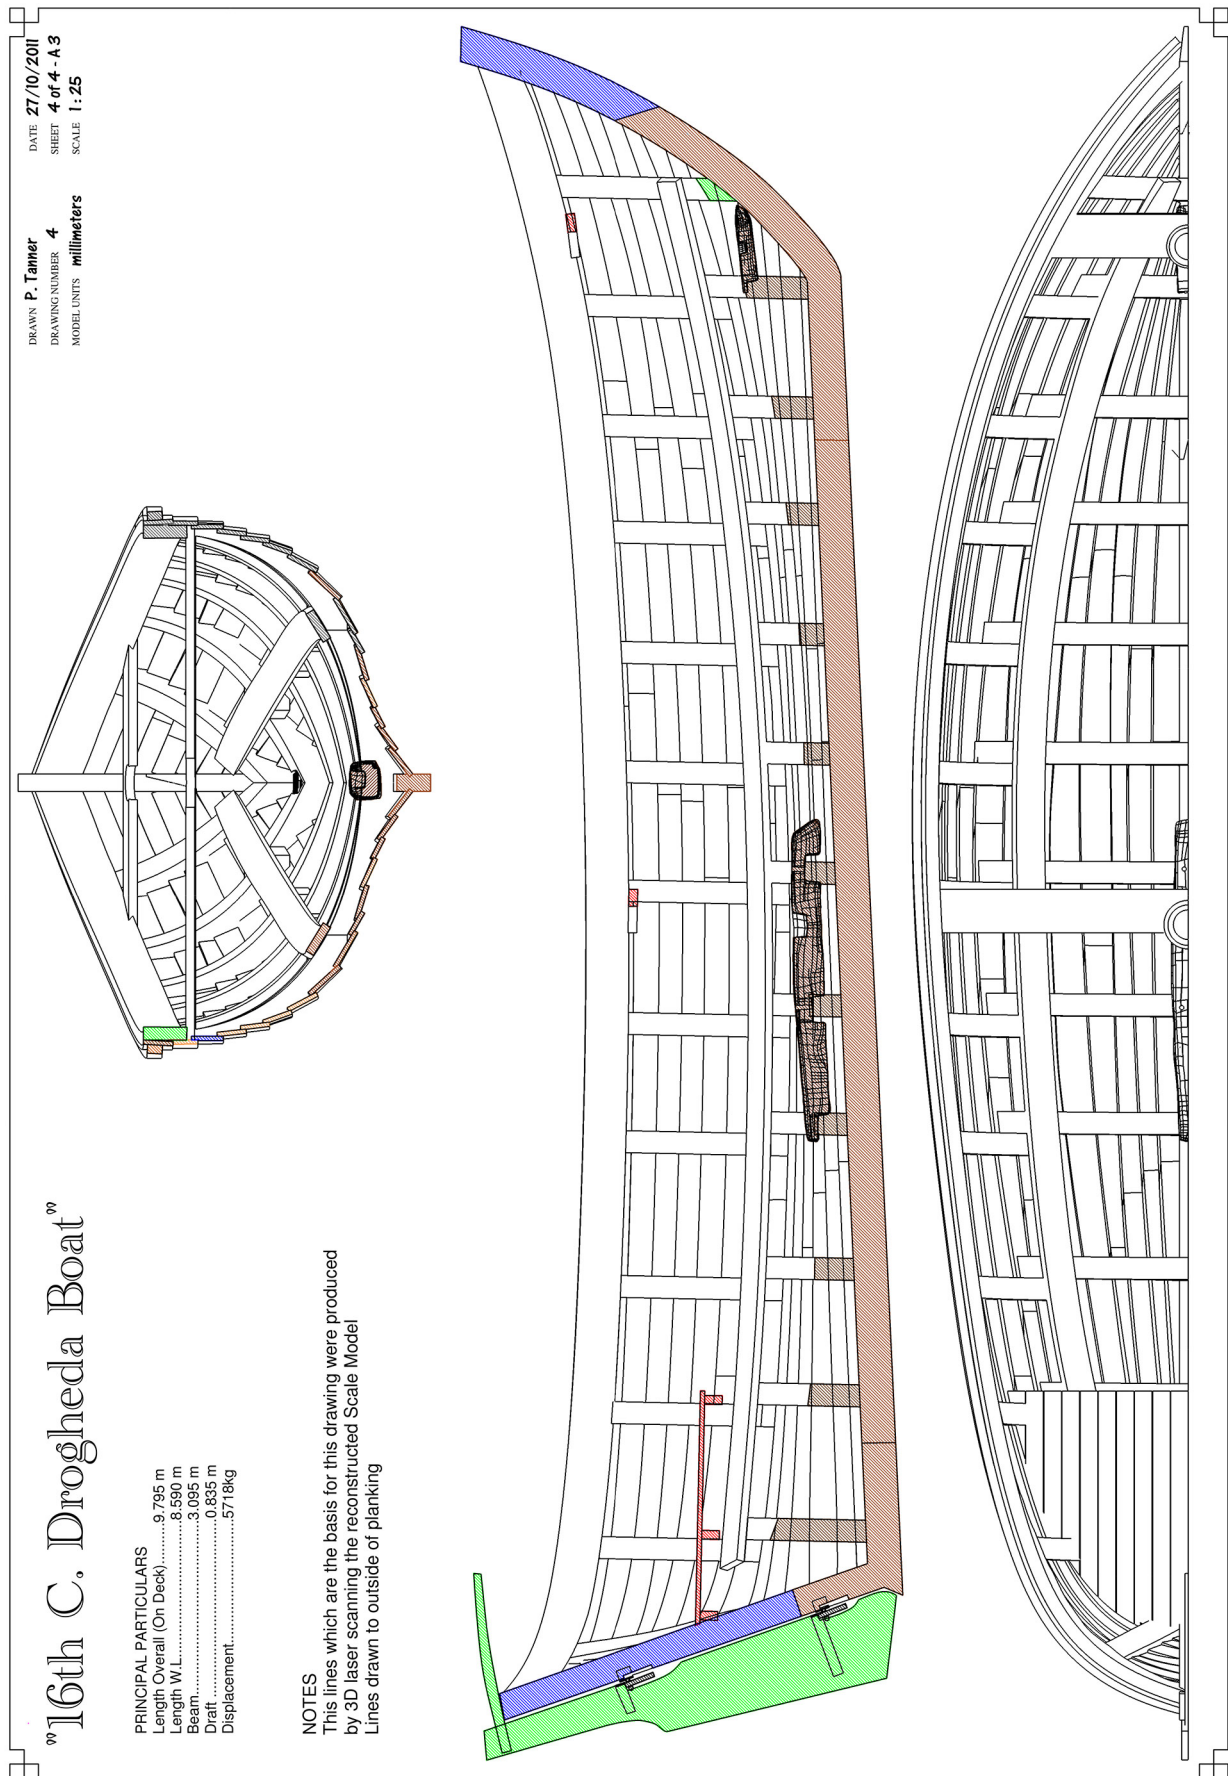 "16th C. Drogheda Boat"
PRINCIPAL PARTICULARS
Length Overall (On Deck).......9.795 m
Length W.L..............................8.590 m
Beam.......................................3.095 m
Draft ........................................0.835 m
Displacement..........................5718kg
NOTES
This lines which are the basis for this drawing were produced
by 3D laser scanning the reconstructed Scale Model
Lines drawn to outside of planking
DRAWN P. Tanner DATE 27/10/2011
DRAWING NUMBER 4 SHEET 4 of 4 - A3
MODEL UNITS millimeters SCALE 1:25